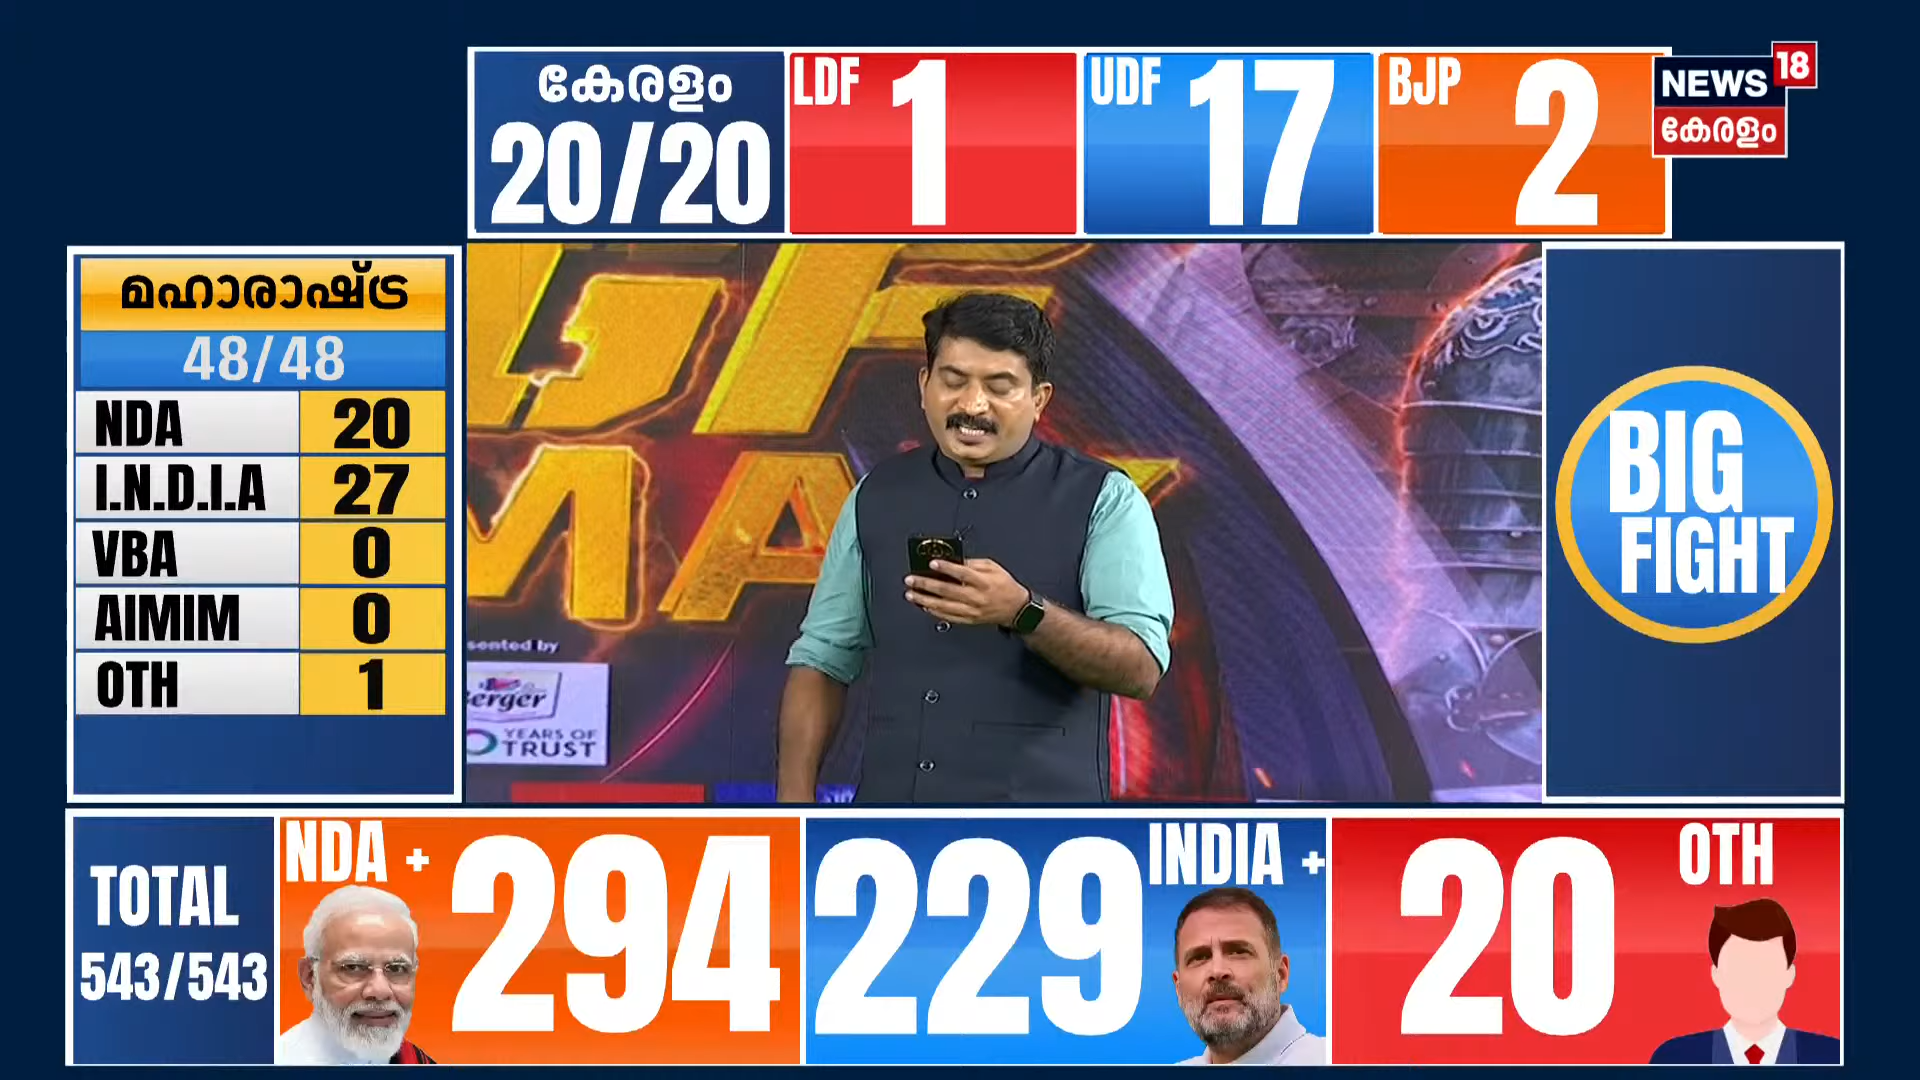 കേരളം
20/20
LDF 1
UDF 17
BJP 2
NEWS 18
കേരളം
മഹാരാഷ്ട്ര
48/48
NDA 20
I.N.D.I.A 27
VBA 0
AIMIM 0
OTH 1
MA
sented by
Berger
YEARS OF
TRUST
BIG
FIGHT
TOTAL
543/543
NDA + 294
229 INDIA +
20 OTH